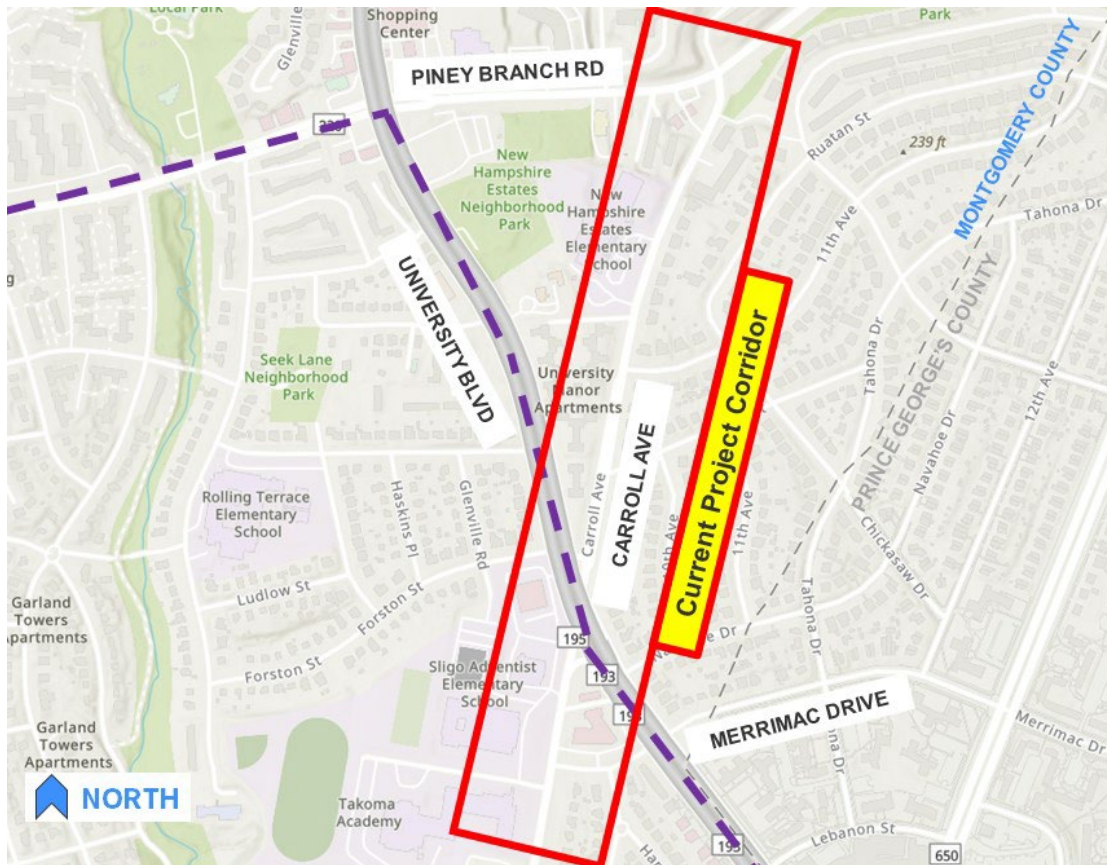 Local Park
Glenville
Shopping
Center
Park
PINEY BRANCH RD
MONTGOMERY COUNTY
Ruatan St
239 ft
New
Hampshire
Estates
Neighborhood
Park
New
Hampshire
Estates
Elementary
School
11th Ave
Tahona Dr
UNIVERSITY BLVD
Seek Lane
Neighborhood
Park
University
Manor
Apartments
Current Project Corridor
Tahona Dr
PRINCE GEORGE'S COUNTY
Navahoe Dr
12th Ave
CARROLL AVE
Carroll Ave
10th Ave
11th Ave
Rolling Terrace
Elementary
School
Haskins Pl
Glenville Rd
Chickasaw Dr
Ludlow St
Forston St
Forston St
Garland
Towers
Apartments
195
193
Tahona Dr
Sligo Adventist
Elementary
School
MERRIMAC DRIVE
Merrimac Dr
Garland
Towers
Apartments
NORTH
Takoma
Academy
193
Lebanon St
650